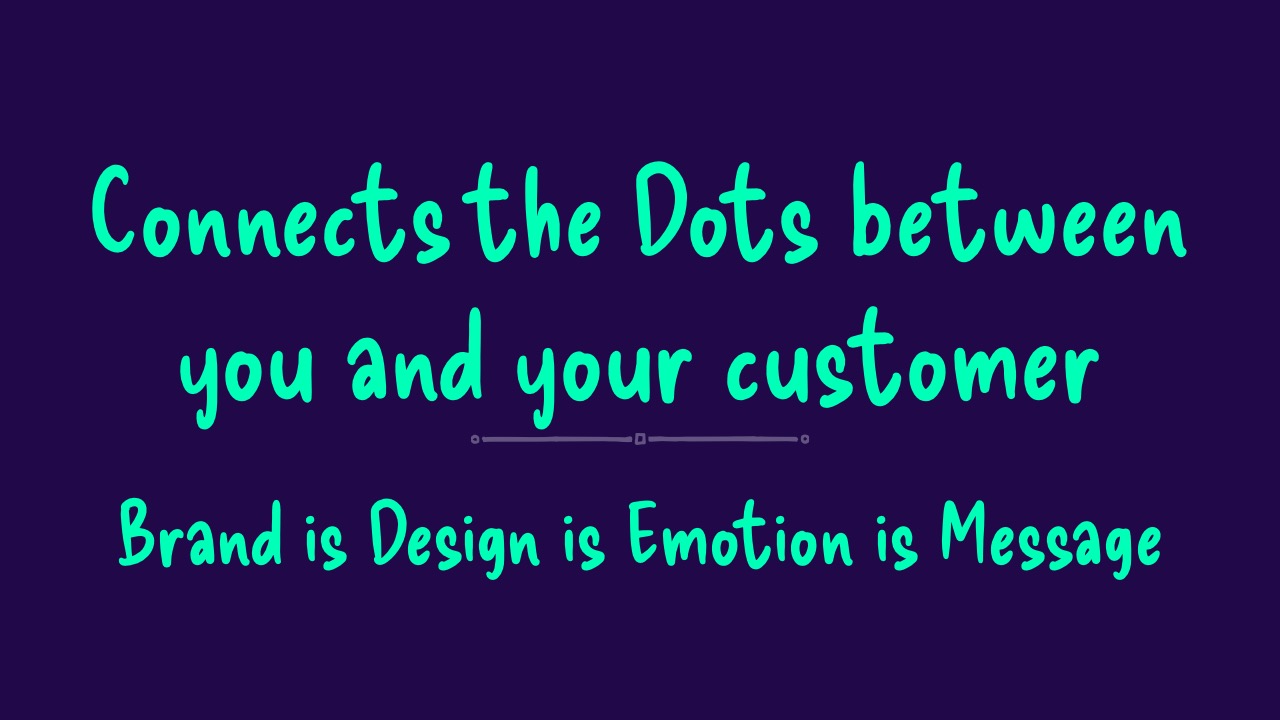 Connects the Dots between
you and your customer
Brand is Design is Emotion is Message